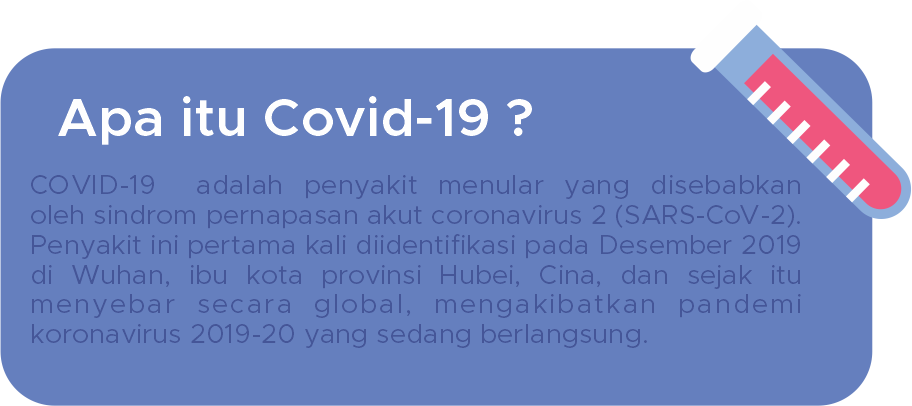 Apa itu Covid-19 ?
COVID-19 adalah penyakit menular yang disebabkan
oleh sindrom pernapasan akut coronavirus 2 (SARS-CoV-2).
Penyakit ini pertama kali diidentifikasi pada Desember 2019
di Wuhan, ibu kota provinsi Hubei, Cina, dan sejak itu
menyebar secara global, mengakibatkan pandemi
koronavirus 2019-20 yang sedang berlangsung.